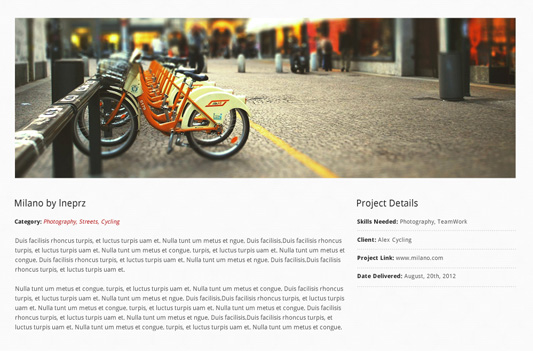 Milano by Ineprz
Category: Photography, Streets, Cycling
Duis facilisis rhoncus turpis, et luctus turpis uam et. Nulla tunt um metus et ngue. Duis facilisis.Duis facilisis rhoncus
turpis, et luctus turpis uam et. Nulla tunt um metus et congue, turpis, et luctus turpis uam et. Nulla tunt um metus et
congue. Duis facilisis rhoncus turpis, et luctus turpis uam et. Nulla tunt um metus et ngue. Duis facilisis.Duis facilisis
rhoncus turpis, et luctus turpis uam et.
Nulla tunt um metus et congue, turpis, et luctus turpis uam et. Nulla tunt um metus et congue. Duis facilisis rhoncus
turpis, et luctus turpis uam et. Nulla tunt um metus et ngue. Duis facilisis.Duis facilisis rhoncus turpis, et luctus turpis
uam et. Nulla tunt um metus et congue, turpis, et luctus turpis uam et. Nulla tunt um metus et congue. Duis facilisis
rhoncus turpis, et luctus turpis uam et. Nulla tunt um metus et ngue. Duis facilisis.Duis facilisis rhoncus turpis, et
luctus turpis uam et. Nulla tunt um metus et congue, turpis, et luctus turpis uam et. Nulla tunt um metus et congue.
Project Details
Skills Needed: Photography, TeamWork
Client: Alex Cycling
Project Link: www.milano.com
Date Delivered: August, 20th, 2012